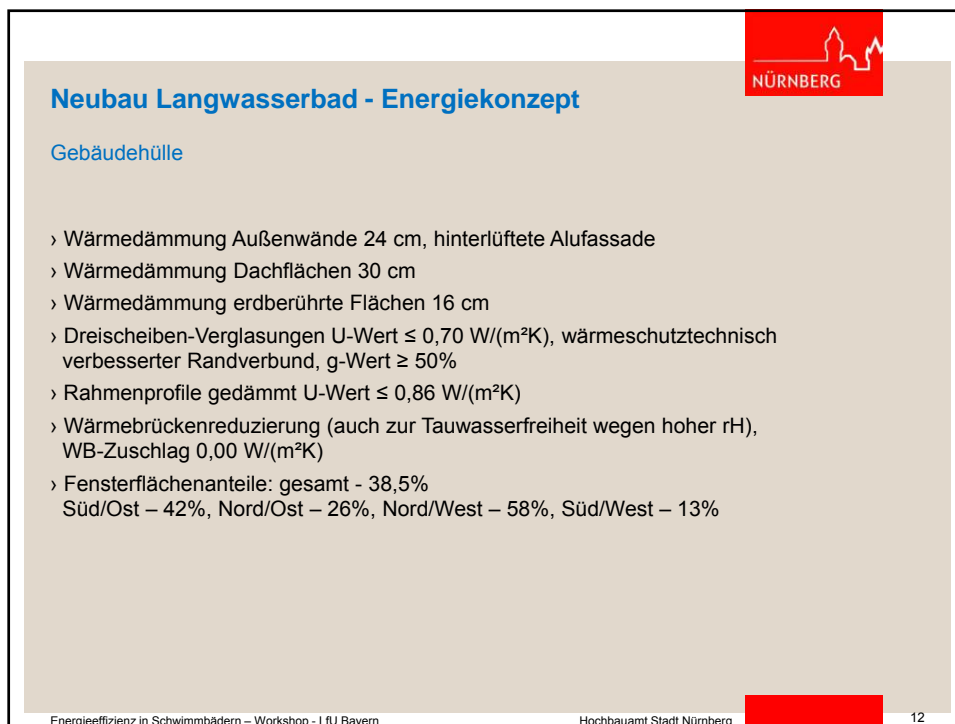 NÜRNBERG
Neubau Langwasserbad - Energiekonzept
Gebäudehülle
› Wärmedämmung Außenwände 24 cm, hinterlüftete Alufassade
› Wärmedämmung Dachflächen 30 cm
› Wärmedämmung erdberührte Flächen 16 cm
› Dreischeiben-Verglasungen U-Wert ≤ 0,70 W/(m²K), wärmeschutztechnisch
verbesserter Randverbund, g-Wert ≥ 50%
› Rahmenprofile gedämmt U-Wert ≤ 0,86 W/(m²K)
› Wärmebrückenreduzierung (auch zur Tauwasserfreiheit wegen hoher rH),
WB-Zuschlag 0,00 W/(m²K)
› Fensterflächenanteile: gesamt - 38,5%
Süd/Ost – 42%, Nord/Ost – 26%, Nord/West – 58%, Süd/West – 13%
Energieeffizienz in Schwimmbädern – Workshop - LfU Bayern
Hochbauamt Stadt Nürnberg
12